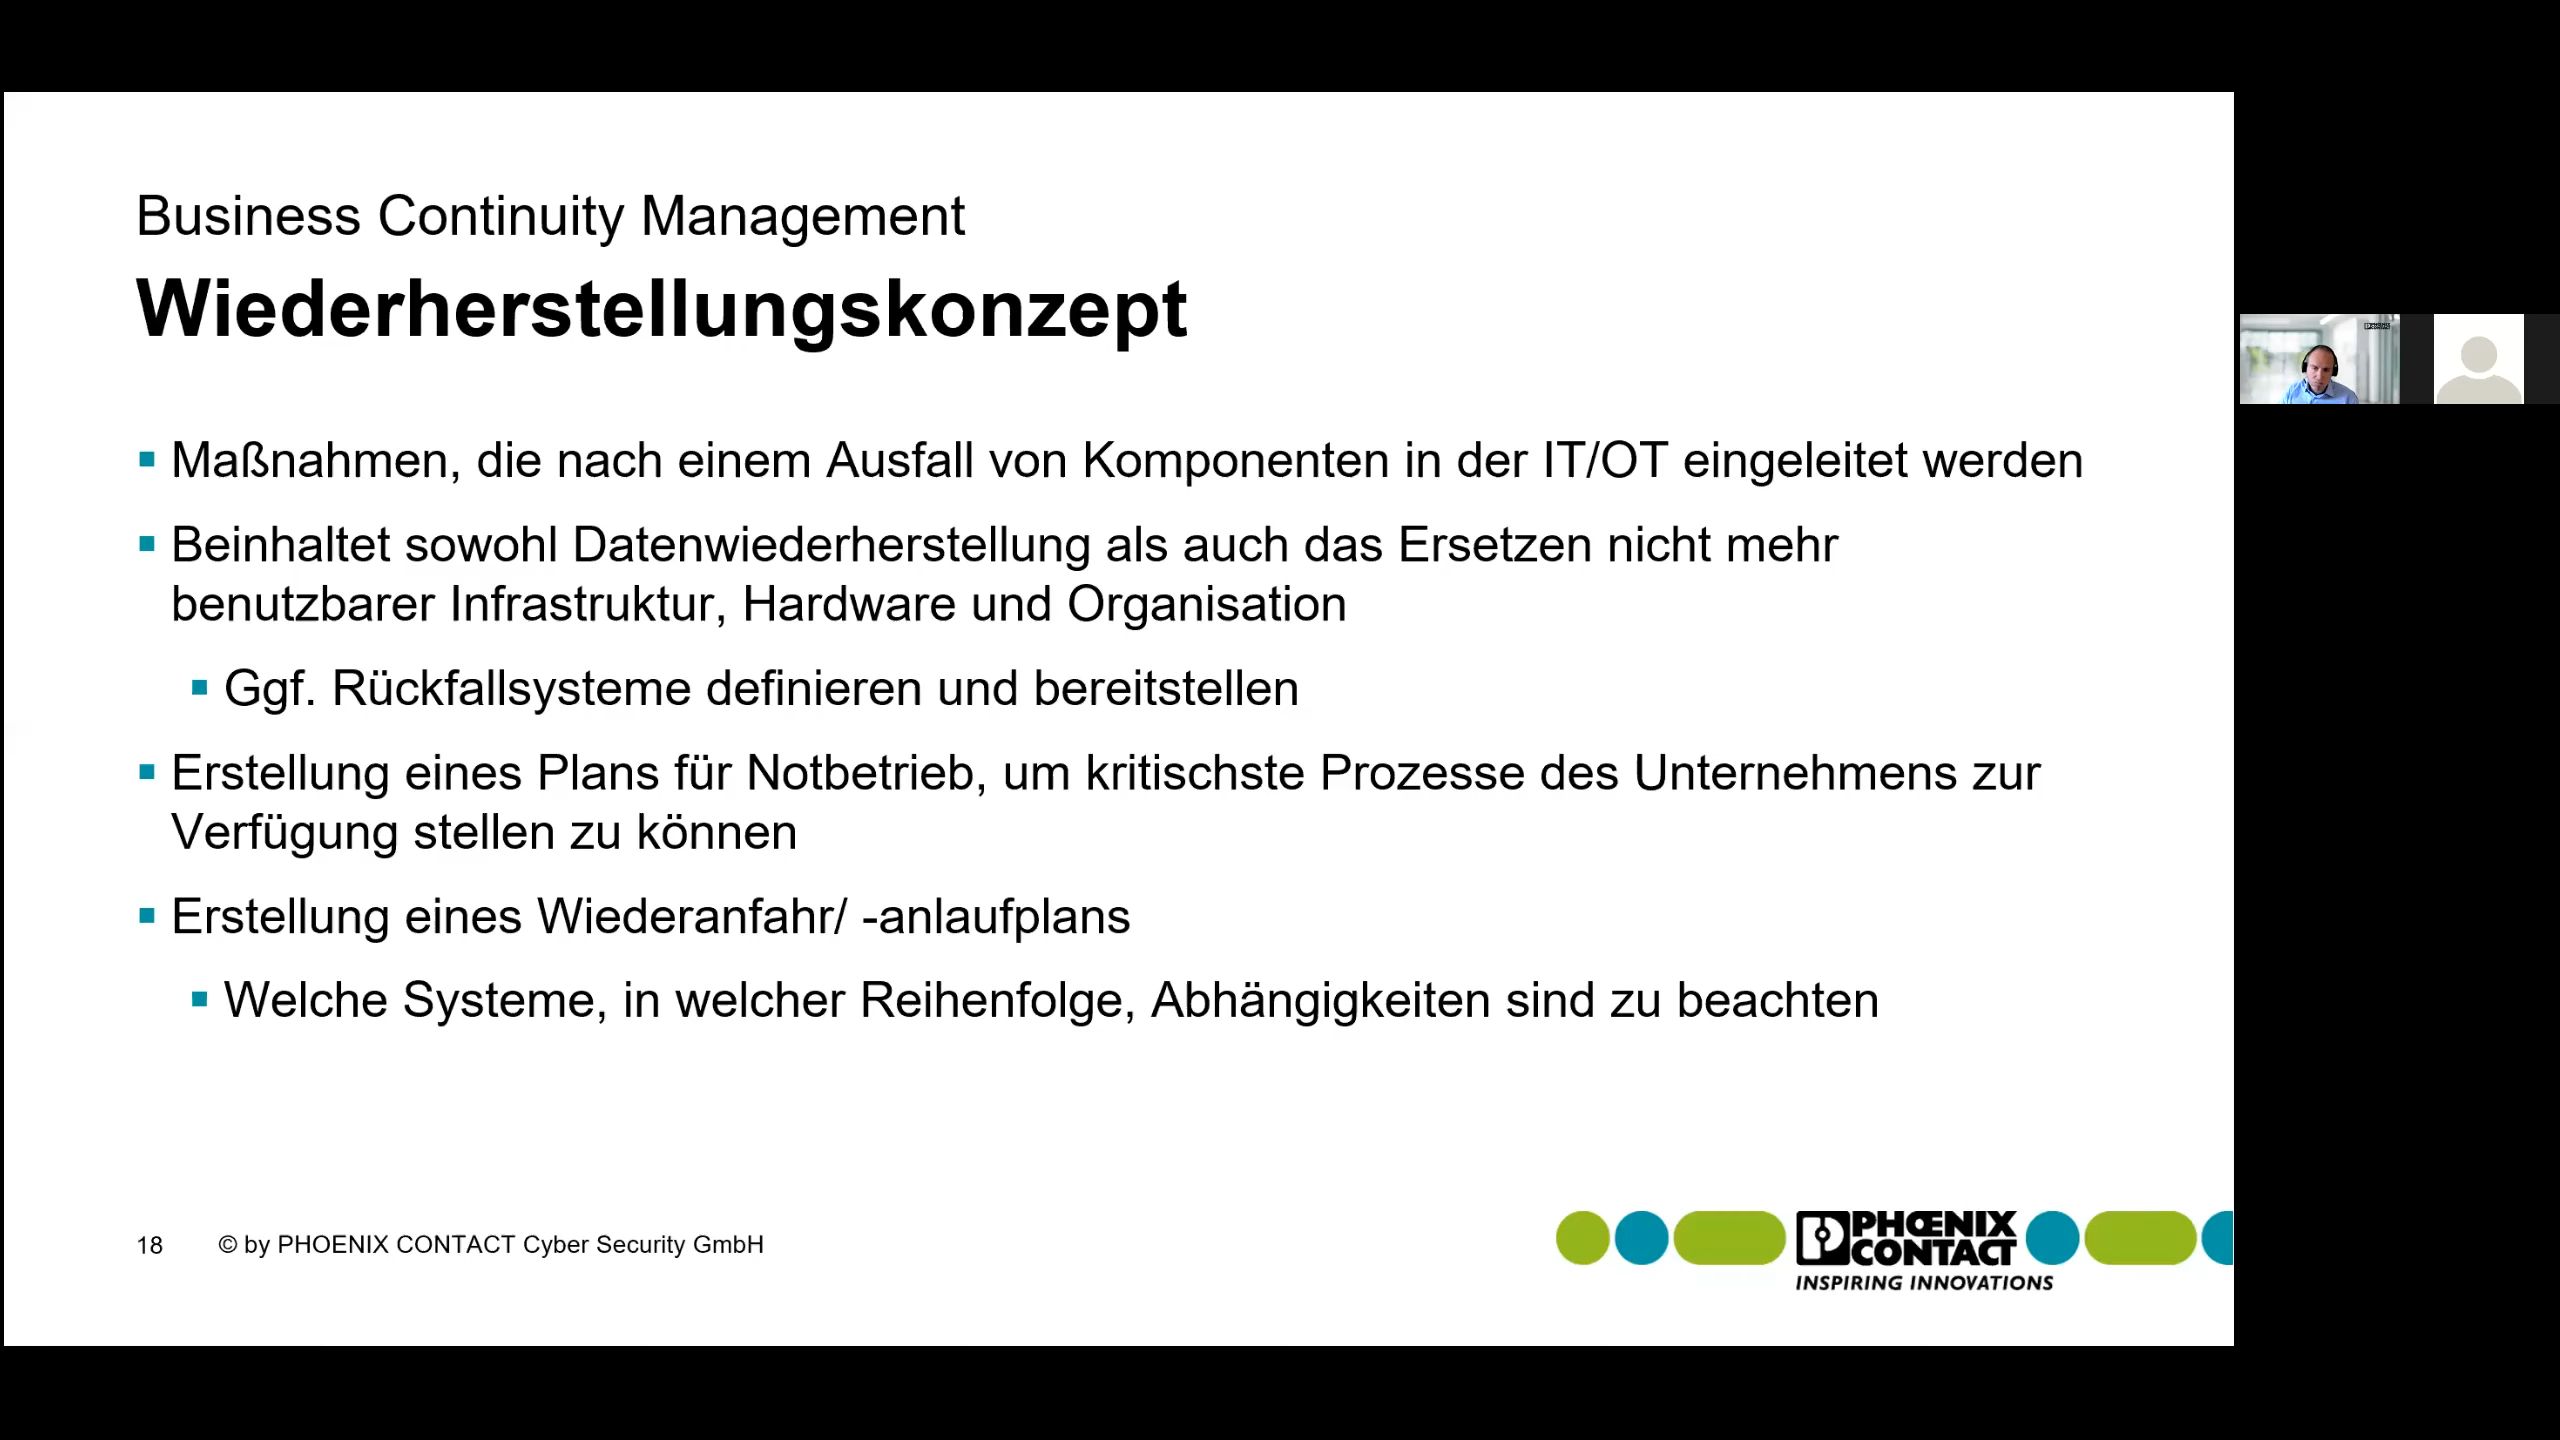 Business Continuity Management
Wiederherstellungskonzept
Maßnahmen, die nach einem Ausfall von Komponenten in der IT/OT eingeleitet werden
Beinhaltet sowohl Datenwiederherstellung als auch das Ersetzen nicht mehr
benutzbarer Infrastruktur, Hardware und Organisation
Ggf. Rückfallsysteme definieren und bereitstellen
Erstellung eines Plans für Notbetrieb, um kritischste Prozesse des Unternehmens zur
Verfügung stellen zu können
Erstellung eines Wiederanfahr/ -anlaufplans
Welche Systeme, in welcher Reihenfolge, Abhängigkeiten sind zu beachten
18 © by PHOENIX CONTACT Cyber Security GmbH
PHŒNIX
CONTACT
INSPIRING INNOVATIONS